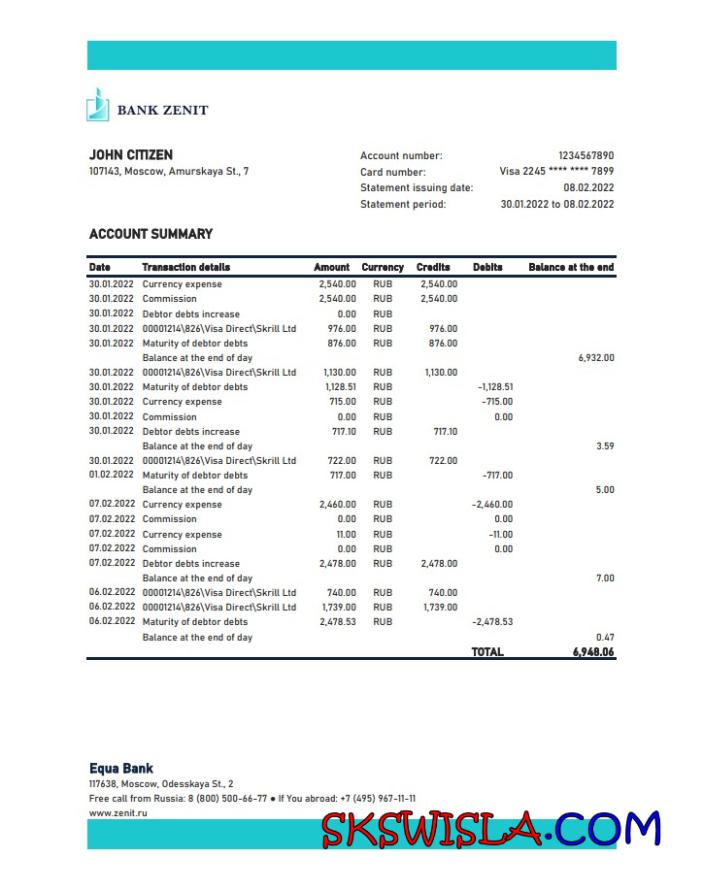 BANK ZENIT
JOHN CITIZEN
107143, Moscow, Amurskaya St., 7
Account number: 1234567890
Card number: Visa 2245 **** **** 7899
Statement issuing date: 08.02.2022
Statement period: 30.01.2022 to 08.02.2022
ACCOUNT SUMMARY
Date Transaction details Amount Currency Credits Debits Balance at the end
30.01.2022 Currency expense 2,540.00 RUB 2,540.00
30.01.2022 Commission 2,540.00 RUB 2,540.00
30.01.2022 Debtor debts increase 0.00 RUB
30.01.2022 00001214\826\Visa Direct\Skrill Ltd 976.00 RUB 976.00
30.01.2022 Maturity of debtor debts 876.00 RUB 876.00
Balance at the end of day 6,932.00
30.01.2022 00001214\826\Visa Direct\Skrill Ltd 1,130.00 RUB 1,130.00
30.01.2022 Maturity of debtor debts 1,128.51 RUB -1,128.51
30.01.2022 Currency expense 715.00 RUB -715.00
30.01.2022 Commission 0.00 RUB 0.00
30.01.2022 Debtor debts increase 717.10 RUB 717.10
Balance at the end of day 3.59
30.01.2022 00001214\826\Visa Direct\Skrill Ltd 722.00 RUB 722.00
01.02.2022 Maturity of debtor debts 717.00 RUB -717.00
Balance at the end of day 5.00
07.02.2022 Currency expense 2,460.00 RUB -2,460.00
07.02.2022 Commission 0.00 RUB 0.00
07.02.2022 Currency expense 11.00 RUB -11.00
07.02.2022 Commission 0.00 RUB 0.00
07.02.2022 Debtor debts increase 2,478.00 RUB 2,478.00
Balance at the end of day 7.00
06.02.2022 00001214\826\Visa Direct\Skrill Ltd 740.00 RUB 740.00
06.02.2022 00001214\826\Visa Direct\Skrill Ltd 1,739.00 RUB 1,739.00
06.02.2022 Maturity of debtor debts 2,478.53 RUB -2,478.53
Balance at the end of day 0.47
TOTAL 6,948.06
Equa Bank
117638, Moscow, Odesskaya St., 2
Free call from Russia: 8 (800) 500-66-77 ● If You abroad: +7 (495) 967-11-11
www.zenit.ru
SKSWISLA.COM